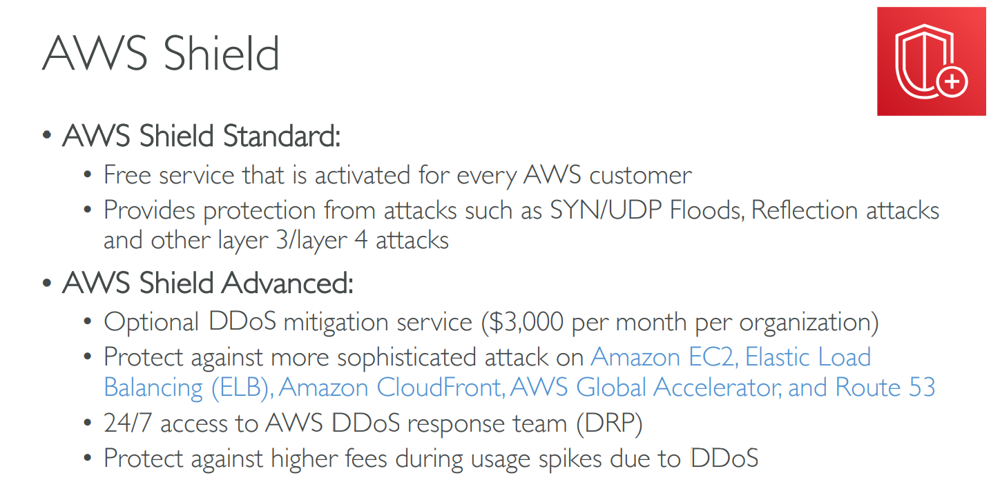 AWS Shield
• AWS Shield Standard:
• Free service that is activated for every AWS customer
• Provides protection from attacks such as SYN/UDP Floods, Reflection attacks
and other layer 3/layer 4 attacks
• AWS Shield Advanced:
• Optional DDoS mitigation service ($3,000 per month per organization)
• Protect against more sophisticated attack on Amazon EC2, Elastic Load
Balancing (ELB), Amazon CloudFront, AWS Global Accelerator, and Route 53
• 24/7 access to AWS DDoS response team (DRP)
• Protect against higher fees during usage spikes due to DDoS